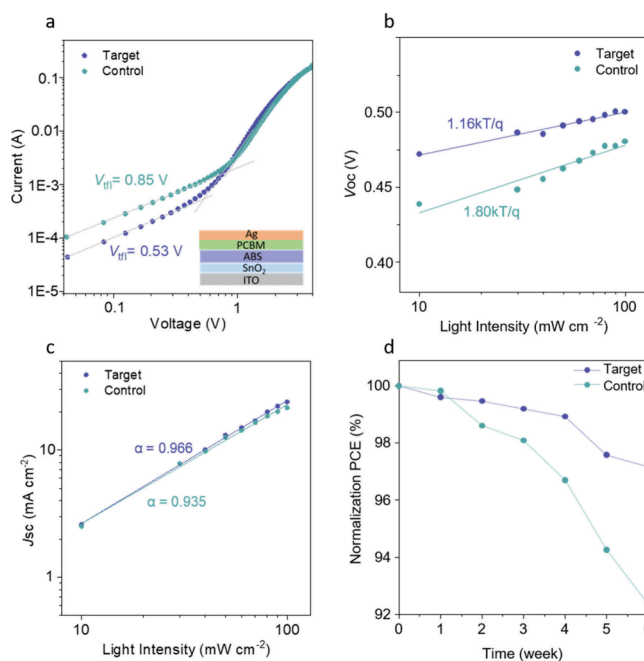 a
Target
Control
Current (A)
0.1
0.01
1E-3
1E-4
1E-5
Vtfl= 0.85 V
Vtfl= 0.53 V
Ag
PCBM
ABS
SnO2
ITO
0.1
1
Voltage (V)
b
Target
Control
Voc (V)
0.50
0.45
0.40
1.16kT/q
1.80kT/q
10
100
Light Intensity (mW cm-2)
c
Target
Control
Jsc (mA cm-2)
10
1
α = 0.966
α = 0.935
10
100
Light Intensity (mW cm-2)
d
Target
Control
Normalization PCE (%)
100
98
96
94
92
0
1
2
3
4
5
Time (week)